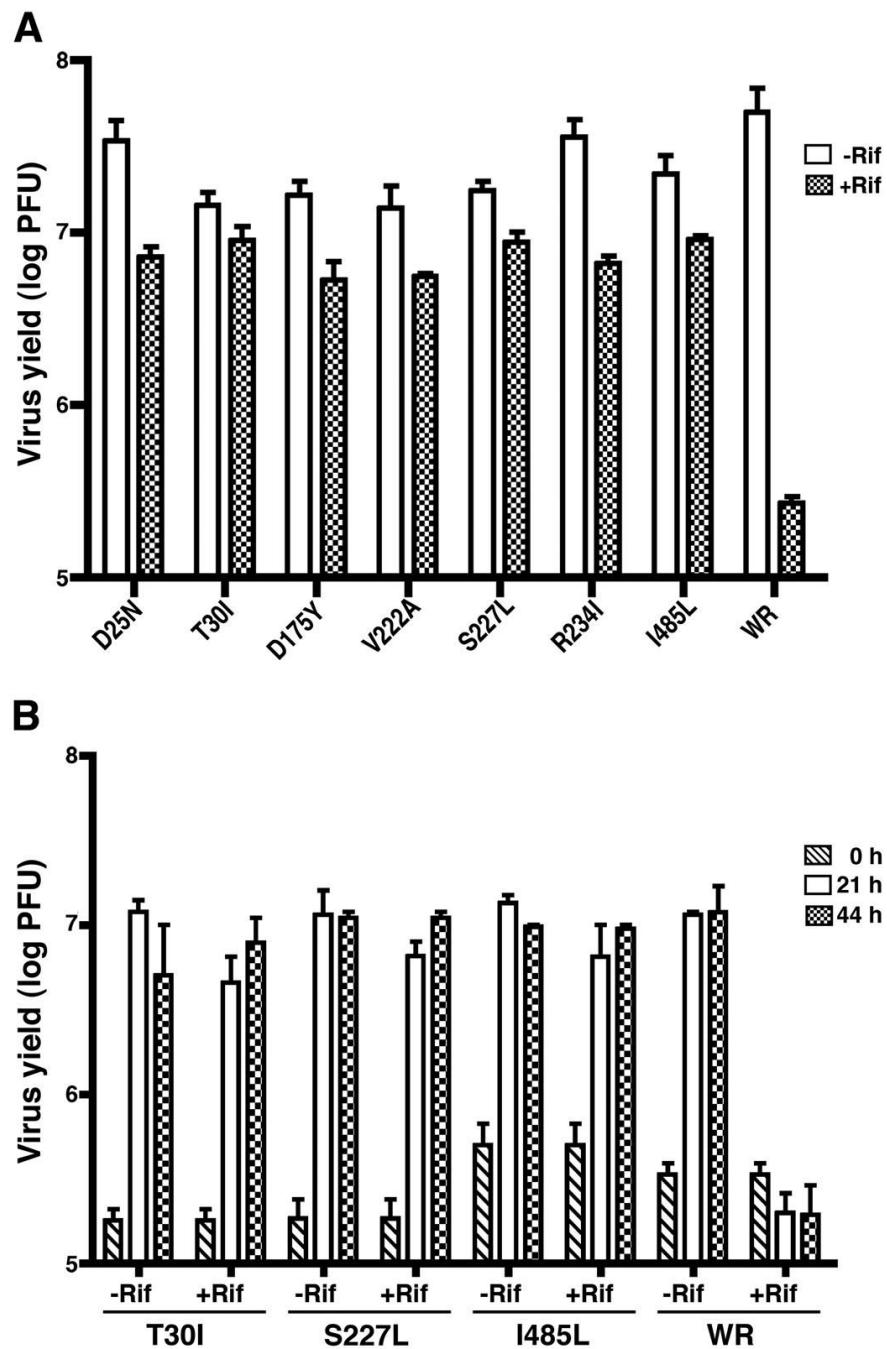 A
Virus yield (log PFU)
8
7
6
5
-Rif
+Rif
D25N
T30I
D175Y
V222A
S227L
R234I
I485L
WR
B
Virus yield (log PFU)
8
7
6
5
0 h
21 h
44 h
-Rif +Rif -Rif +Rif -Rif +Rif -Rif +Rif
T30I S227L I485L WR